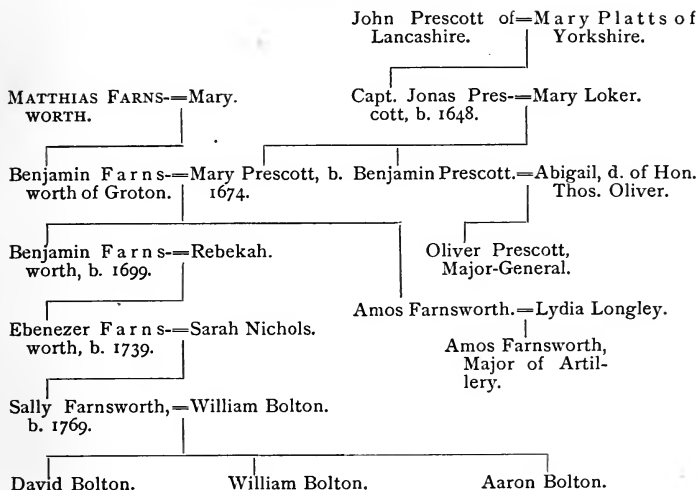 John Prescott of=Mary Platts of
Lancashire. Yorkshire.
MATTHIAS FARNS-=Mary. Capt. Jonas Pres-=Mary Loker.
WORTH. cott, b. 1648.
Benjamin Farns-=Mary Prescott, b. Benjamin Prescott.=Abigail, d. of Hon.
worth of Groton. 1674. Thos. Oliver.
Benjamin Farns-=Rebekah. Oliver Prescott,
worth, b. 1699. Major-General.
Amos Farnsworth.=Lydia Longley.
Ebenezer Farns-=Sarah Nichols.
worth, b. 1739. Amos Farnsworth,
Major of Artil-
lery.
Sally Farnsworth,=William Bolton.
b. 1769.
David Bolton. William Bolton. Aaron Bolton.